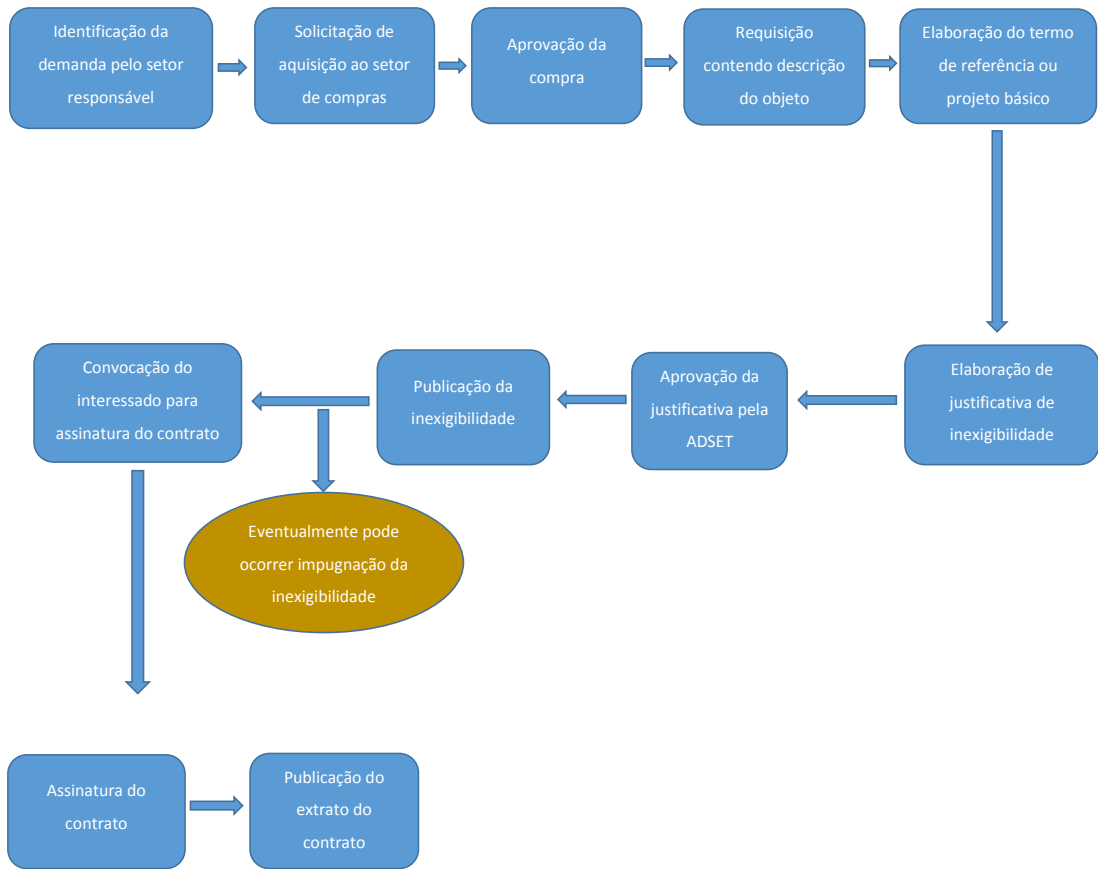 Identificação da
demanda pelo setor
responsável
Solicitação de
aquisição ao setor
de compras
Aprovação da
compra
Requisição
contendo descrição
do objeto
Elaboração do termo
de referência ou
projeto básico
Elaboração de
justificativa de
inexigibilidade
Aprovação da
justificativa pela
ADSET
Publicação da
inexigibilidade
Convocação do
interessado para
assinatura do contrato
Eventualmente pode
ocorrer impugnação da
inexigibilidade
Assinatura do
contrato
Publicação do
extrato do
contrato